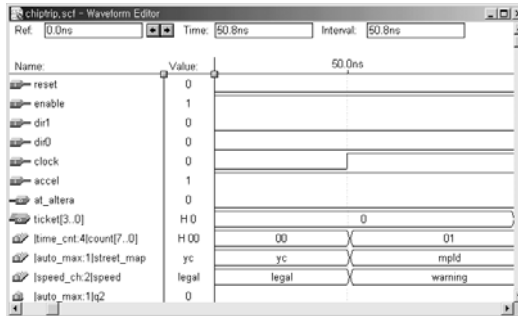 chiptrip.scf - Waveform Editor
Ref: 0.0ns Time: 50.8ns Interval: 50.8ns
50.0ns
Name: Value:
reset 0
enable 1
dir1 0
dir0 0
clock 0
accel 1
at_altera 0
ticket[3..0] H 0 0
|time_cnt:4|count[7..0] H 00 00 01
|auto_max:1|street_map yc yc mpld
|speed_ch:2|speed legal legal warning
|auto_max:1|q2 0